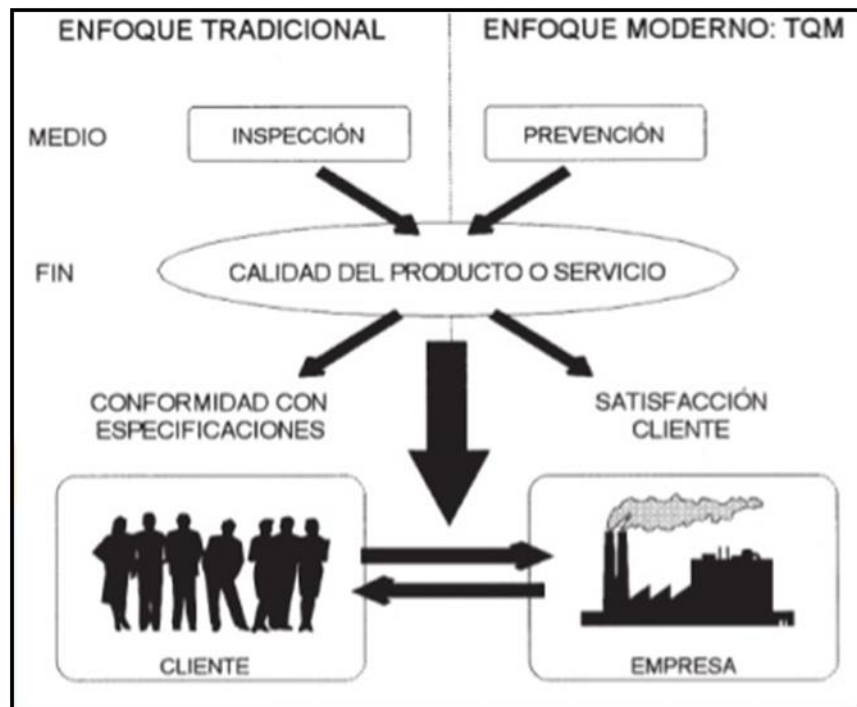 ENFOQUE TRADICIONAL
ENFOQUE MODERNO: TQM
MEDIO
INSPECCIÓN
PREVENCIÓN
FIN
CALIDAD DEL PRODUCTO O SERVICIO
CONFORMIDAD CON
ESPECIFICACIONES
SATISFACCIÓN
CLIENTE
CLIENTE
EMPRESA